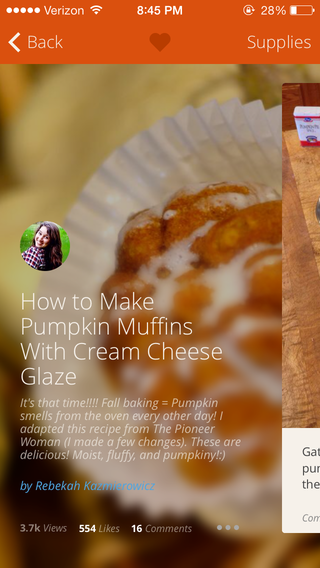 Verizon 8:45 PM 28%
Back Supplies
How to Make
Pumpkin Muffins
With Cream Cheese
Glaze
It's that time!!!! Fall baking = Pumpkin
smells from the oven every other day! I
adapted this recipe from The Pioneer
Woman (I made a few changes). These are
delicious! Moist, fluffy, and pumpkiny!:)
by Rebekah Kazmierowicz
3.7k Views 554 Likes 16 Comments
Gat
pur
the
Com